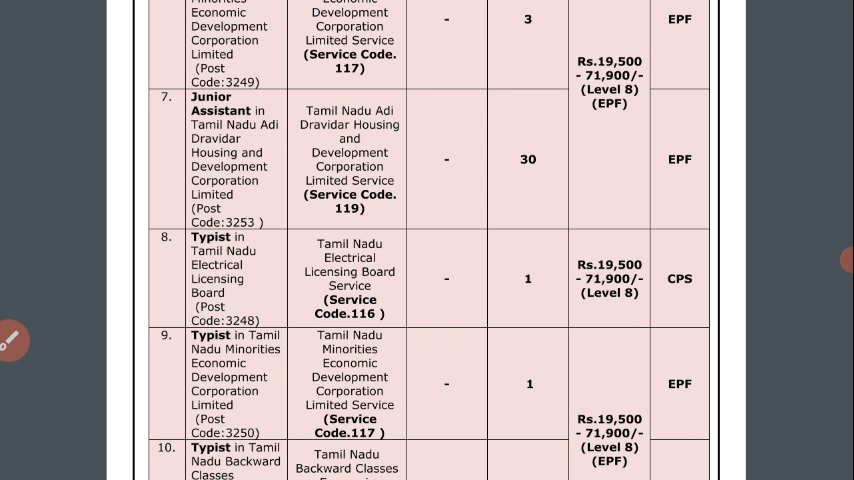 Minorities
Economic
Development
Corporation
Limited
(Post
Code:3249)
Economic
Development
Corporation
Limited Service
(Service Code.
117)
-
3
Rs.19,500
- 71,900/-
(Level 8)
(EPF)
EPF
7.
Junior
Assistant in
Tamil Nadu Adi
Dravidar
Housing and
Development
Corporation
Limited
(Post
Code:3253 )
Tamil Nadu Adi
Dravidar Housing
and
Development
Corporation
Limited Service
(Service Code.
119)
-
30
EPF
8.
Typist in
Tamil Nadu
Electrical
Licensing
Board
(Post
Code:3248)
Tamil Nadu
Electrical
Licensing Board
Service
(Service
Code.116 )
-
1
Rs.19,500
- 71,900/-
(Level 8)
CPS
9.
Typist in Tamil
Nadu Minorities
Economic
Development
Corporation
Limited
(Post
Code:3250)
Tamil Nadu
Minorities
Economic
Development
Corporation
Limited Service
(Service
Code.117 )
-
1
Rs.19,500
- 71,900/-
(Level 8)
(EPF)
EPF
10.
Typist in Tamil
Nadu Backward
Classes
Tamil Nadu
Backward Classes